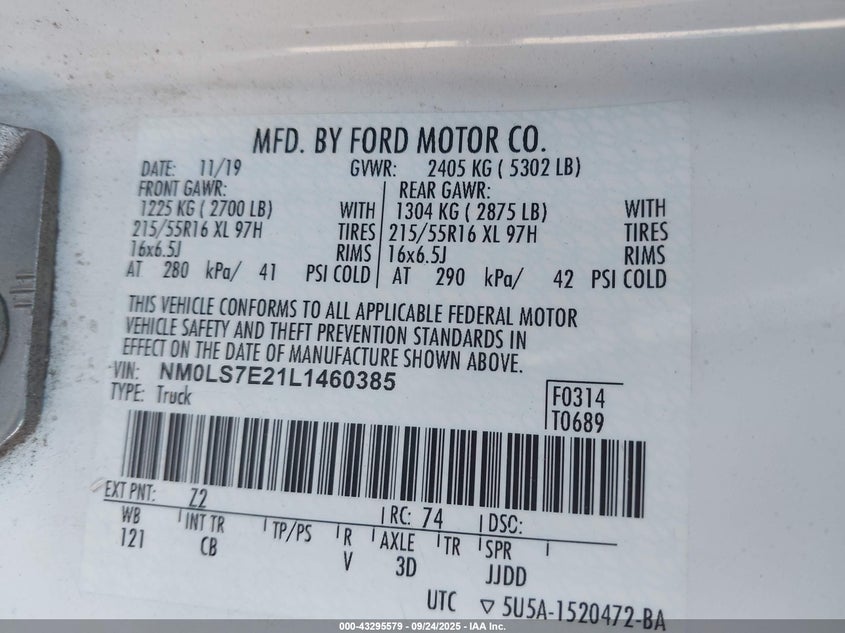 MFD. BY FORD MOTOR CO.
DATE: 11/19 GVWR: 2405 KG ( 5302 LB)
FRONT GAWR: REAR GAWR:
1225 KG ( 2700 LB) WITH 1304 KG ( 2875 LB) WITH
215/55R16 XL 97H TIRES 215/55R16 XL 97H TIRES
16x6.5J RIMS 16x6.5J RIMS
AT 280 kPa/ 41 PSI COLD AT 290 kPa/ 42 PSI COLD
THIS VEHICLE CONFORMS TO ALL APPLICABLE FEDERAL MOTOR
VEHICLE SAFETY AND THEFT PREVENTION STANDARDS IN
EFFECT ON THE DATE OF MANUFACTURE SHOWN ABOVE.
VIN: NM0LS7E21L1460385
TYPE: Truck
F0314
T0689
EXT PNT: Z2 RC: 74 DSO:
WB INT TR TP/PS R AXLE TR SPR
121 CB V 3D JJDD
UTC ▽ 5U5A-1520472-BA
000-43295579 - 09/24/2025 - IAA Inc.